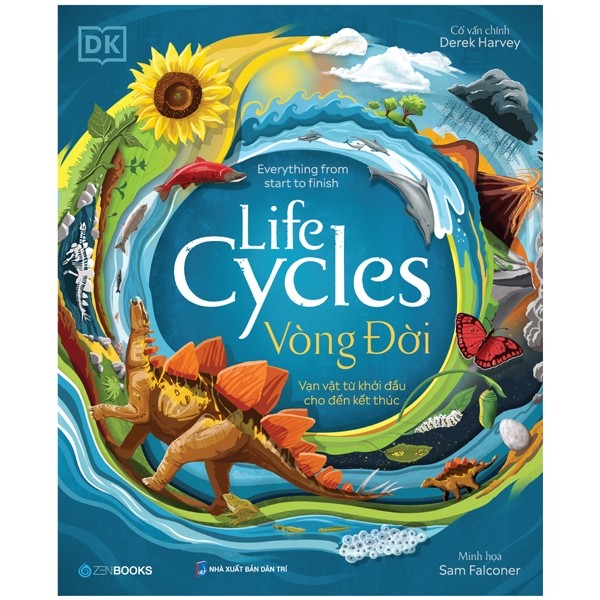 DK
Cố vấn chính
Derek Harvey
Everything from
start to finish
Life
Cycles
Vòng Đời
Vạn vật từ khởi đầu
cho đến kết thúc
Minh họa
Sam Falconer
ZENBOOKS
NHÀ XUẤT BẢN DÂN TRÍ